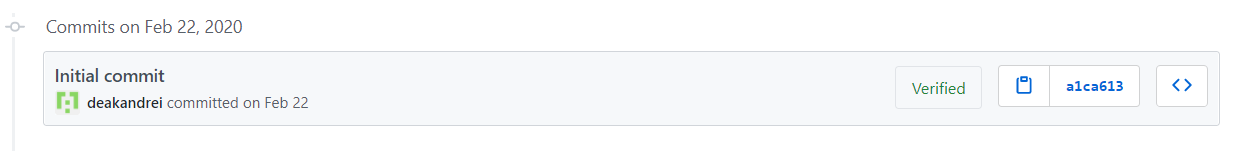 Commits on Feb 22, 2020
Initial commit
deakandrei committed on Feb 22
Verified
a1ca613